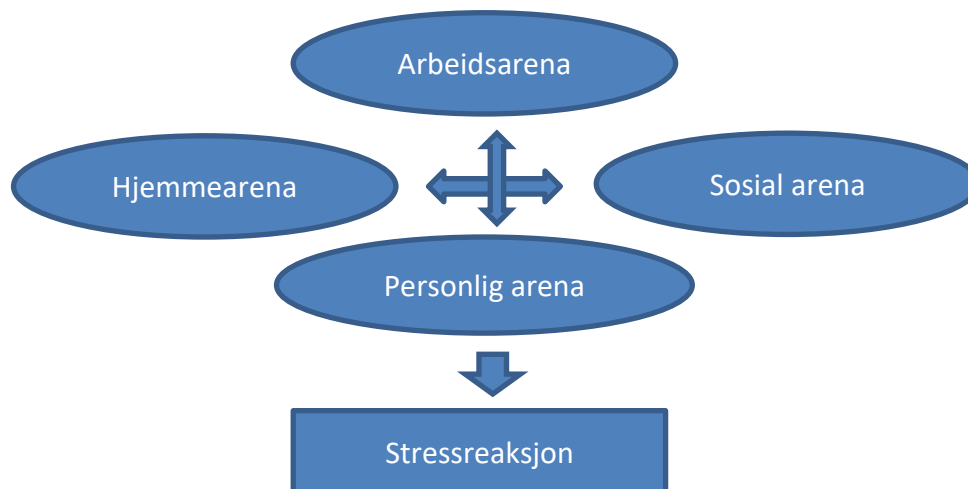 Arbeidsarena
Hjemmearena
Sosial arena
Personlig arena
Stressreaksjon